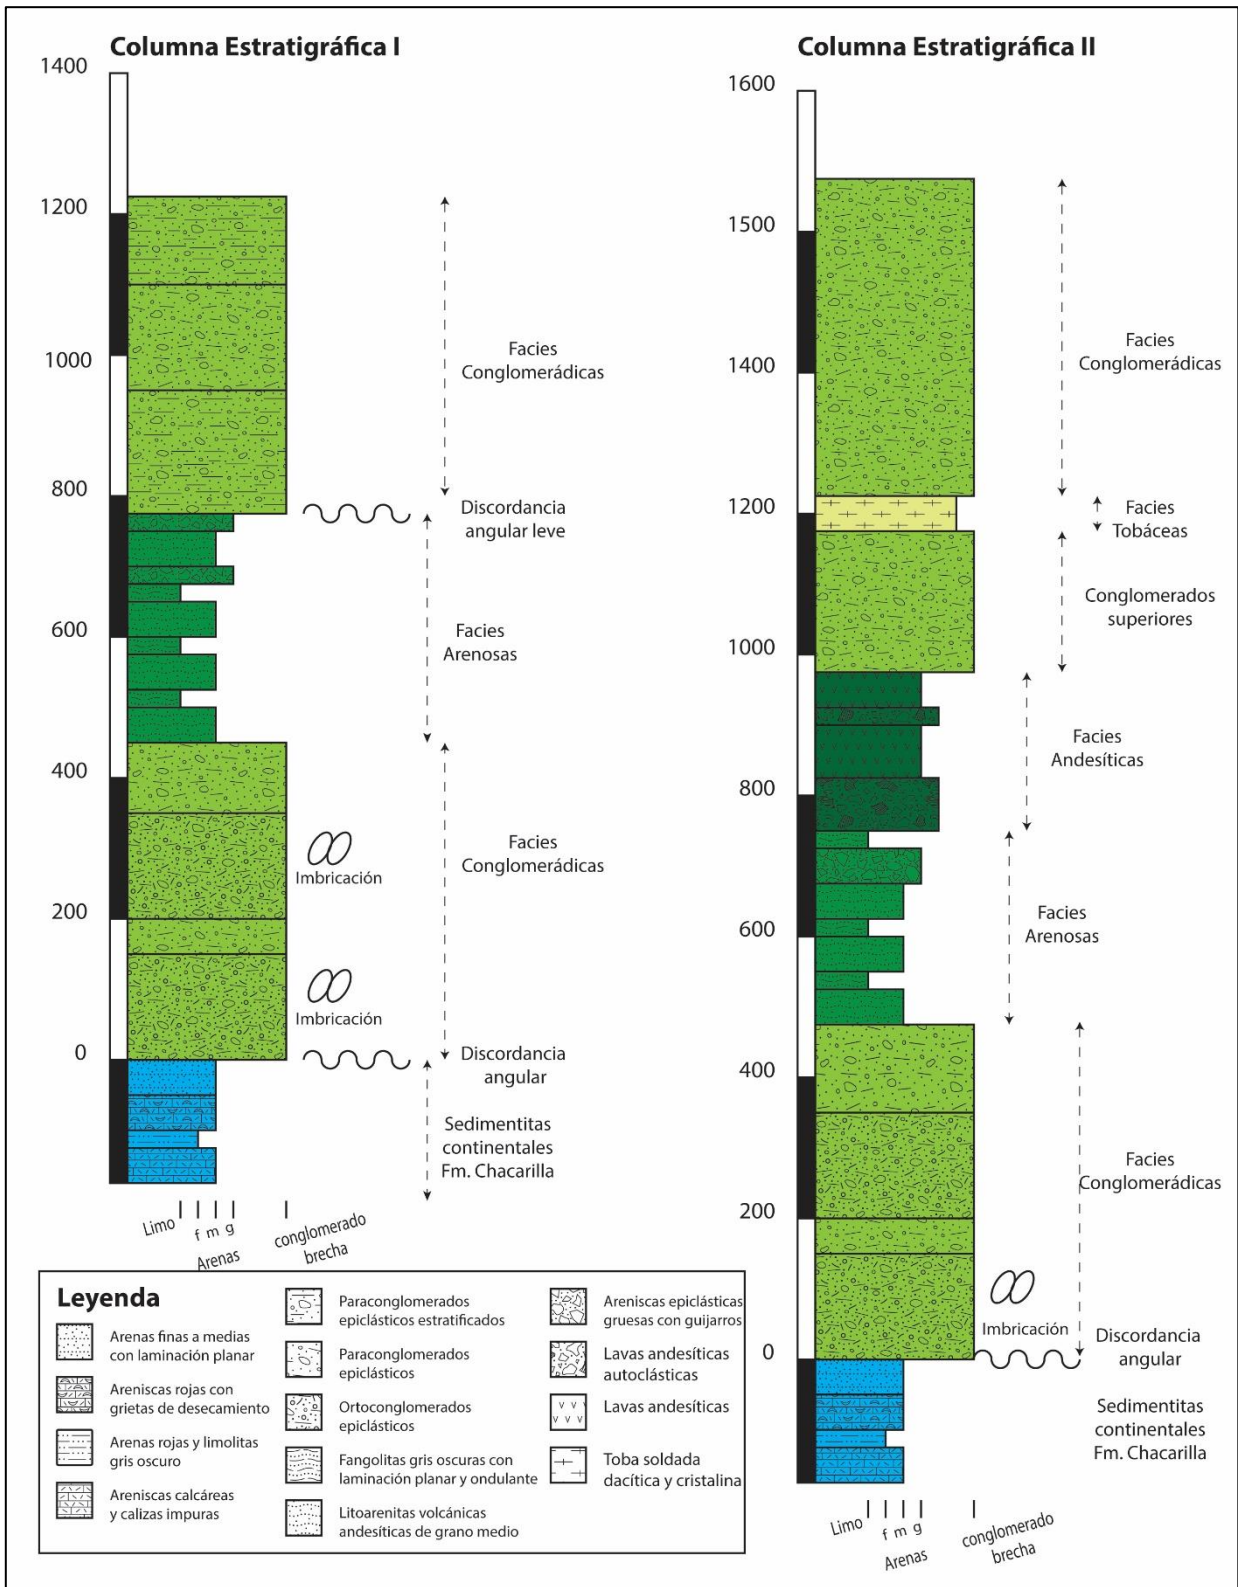 Columna Estratigráfica I
1400
1200
1000
800
600
400
200
0
Facies
Conglomerádicas
Discordancia
angular leve
Facies
Arenosas
Facies
Conglomerádicas
Imbricación
Imbricación
Discordancia
angular
Sedimentitas
continentales
Fm. Chacarilla
Limo
f m g
Arenas
conglomerado
brecha
Columna Estratigráfica II
1600
1500
1400
1200
1000
800
600
400
200
0
Facies
Conglomerádicas
Facies
Tobáceas
Conglomerados
superiores
Facies
Andesíticas
Facies
Arenosas
Facies
Conglomerádicas
Imbricación
Discordancia
angular
Sedimentitas
continentales
Fm. Chacarilla
Limo
f m g
Arenas
conglomerado
brecha
Leyenda
Arenas finas a medias
con laminación planar
Areniscas rojas con
grietas de desecamiento
Arenas rojas y limolitas
gris oscuro
Areniscas calcáreas
y calizas impuras
Paraconglomerados
epiclásticos estratificados
Paraconglomerados
epiclásticos
Ortoconglomerados
epiclásticos
Fangolitas gris oscuras con
laminación planar y ondulante
Litoarenitas volcánicas
andesíticas de grano medio
Areniscas epiclásticas
gruesas con guijarros
Lavas andesíticas
autoclásticas
Lavas andesíticas
Toba soldada
dacítica y cristalina